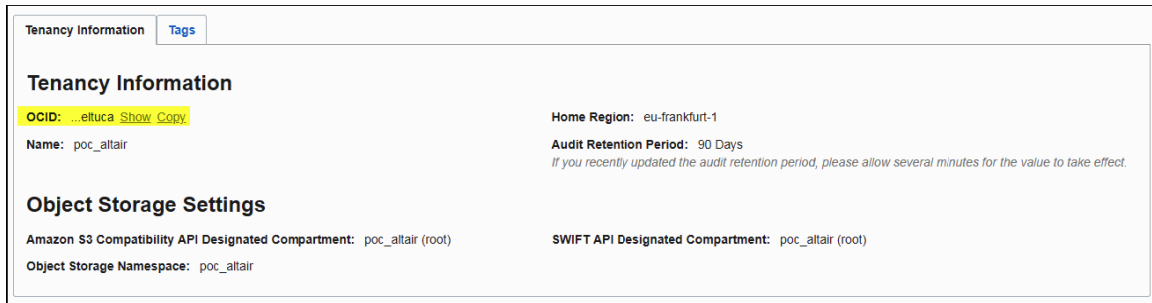 Tenancy Information Tags
Tenancy Information
OCID: ...eltuca Show Copy
Home Region: eu-frankfurt-1
Name: poc_altair
Audit Retention Period: 90 Days
If you recently updated the audit retention period, please allow several minutes for the value to take effect.
Object Storage Settings
Amazon S3 Compatibility API Designated Compartment: poc_altair (root)
SWIFT API Designated Compartment: poc_altair (root)
Object Storage Namespace: poc_altair